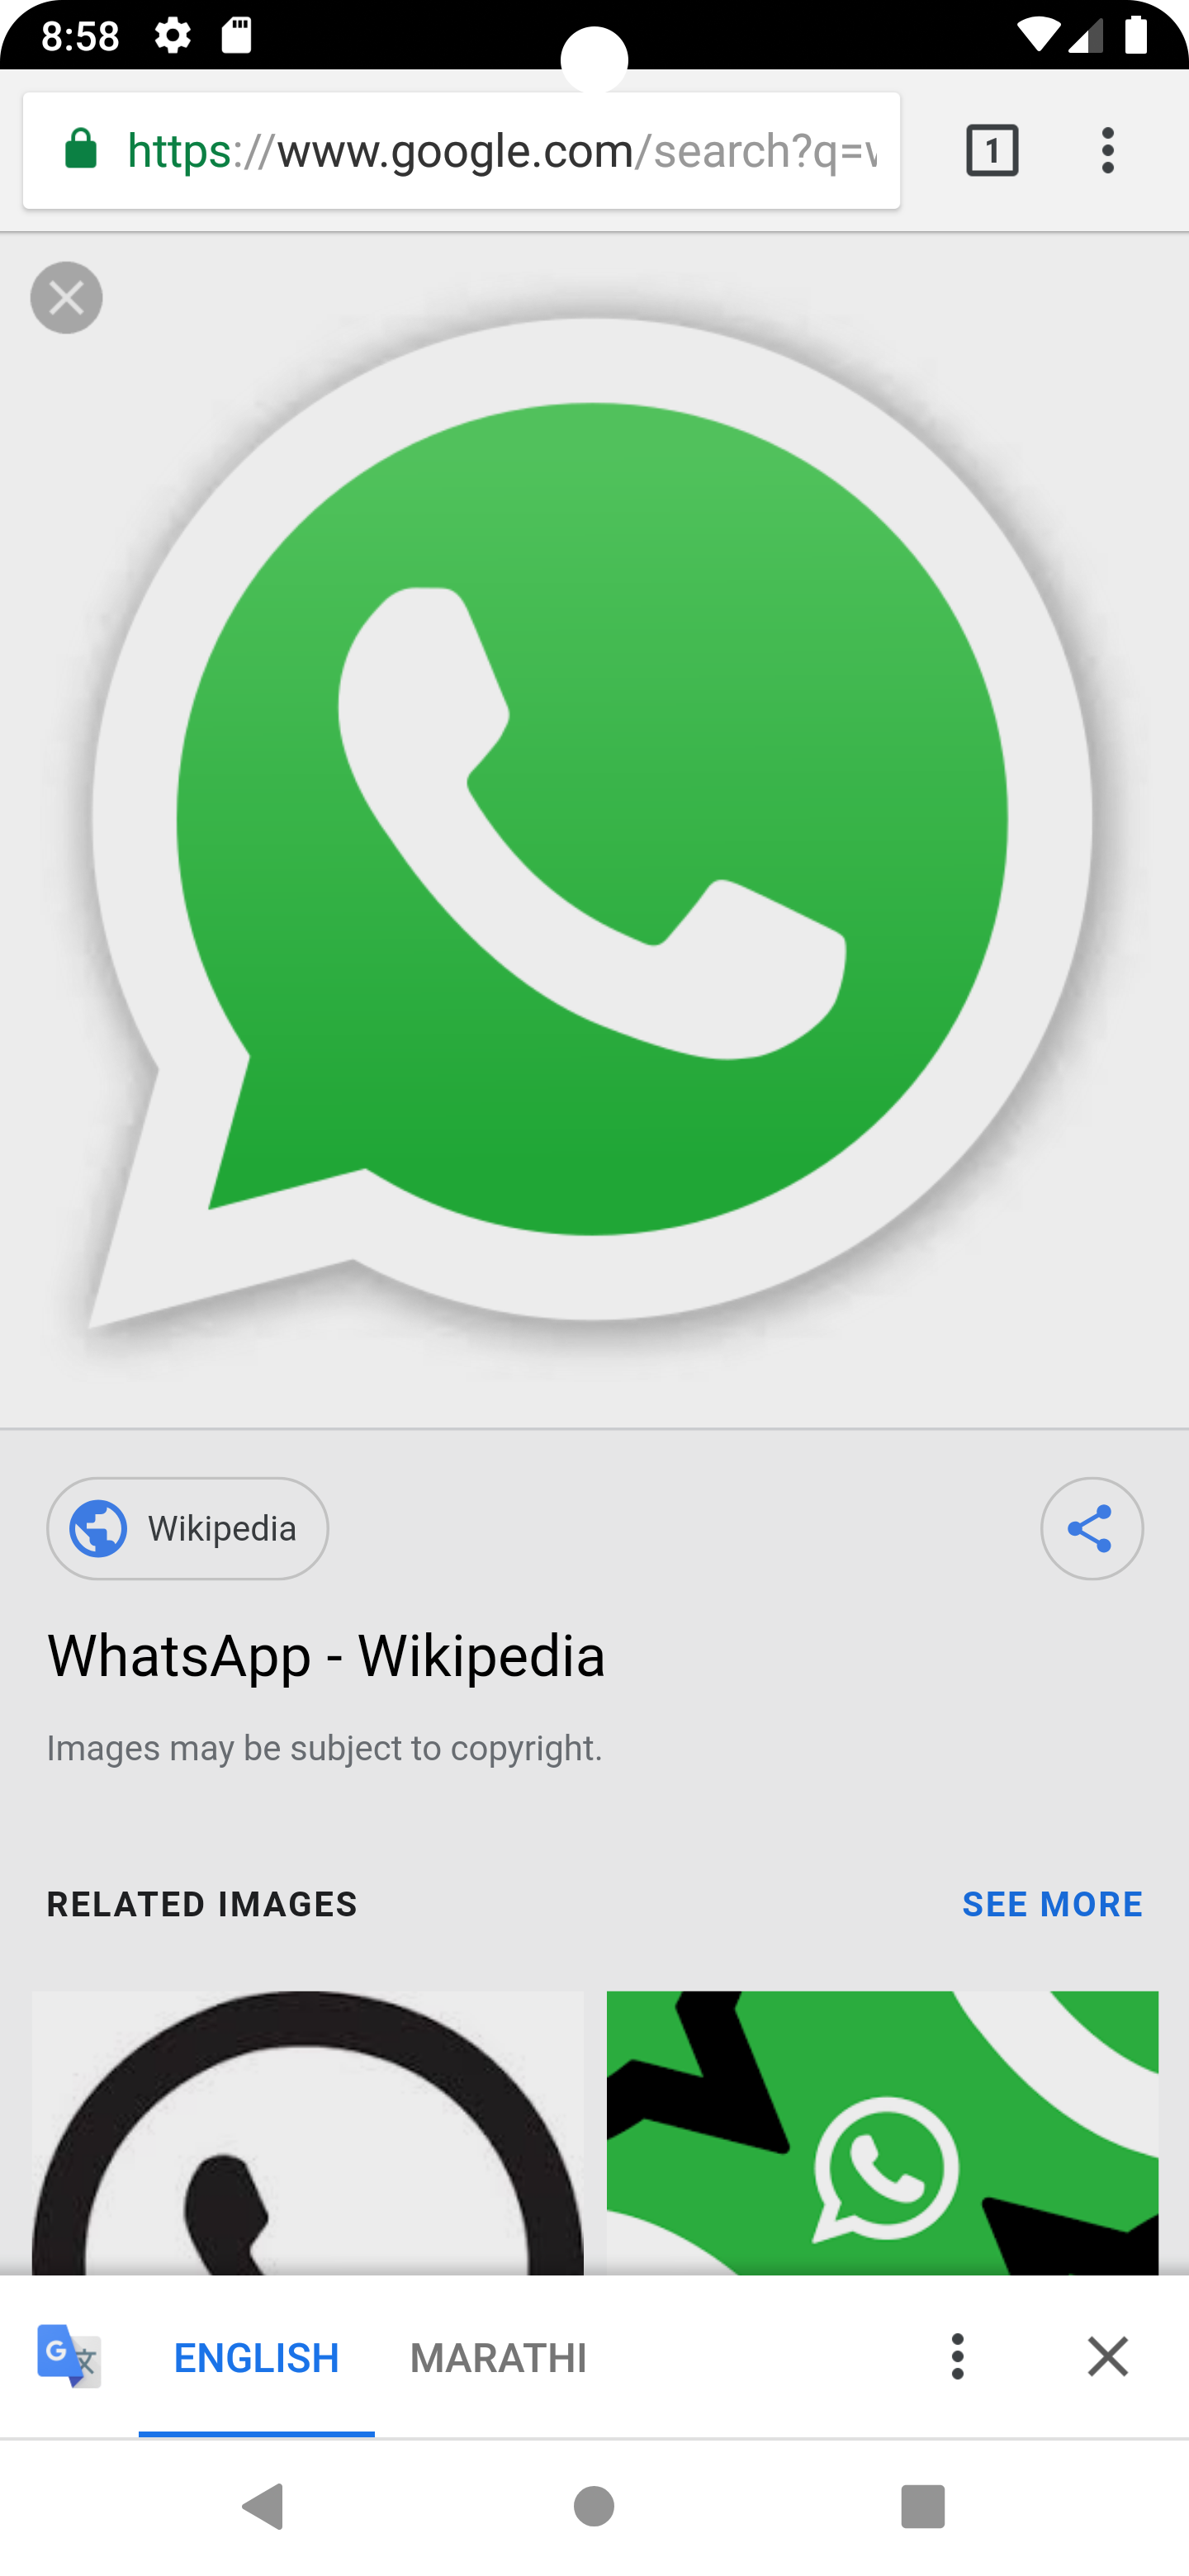 8:58
https://www.google.com/search?q=
1
Wikipedia
WhatsApp - Wikipedia
Images may be subject to copyright.
RELATED IMAGES
SEE MORE
G 文
ENGLISH
MARATHI